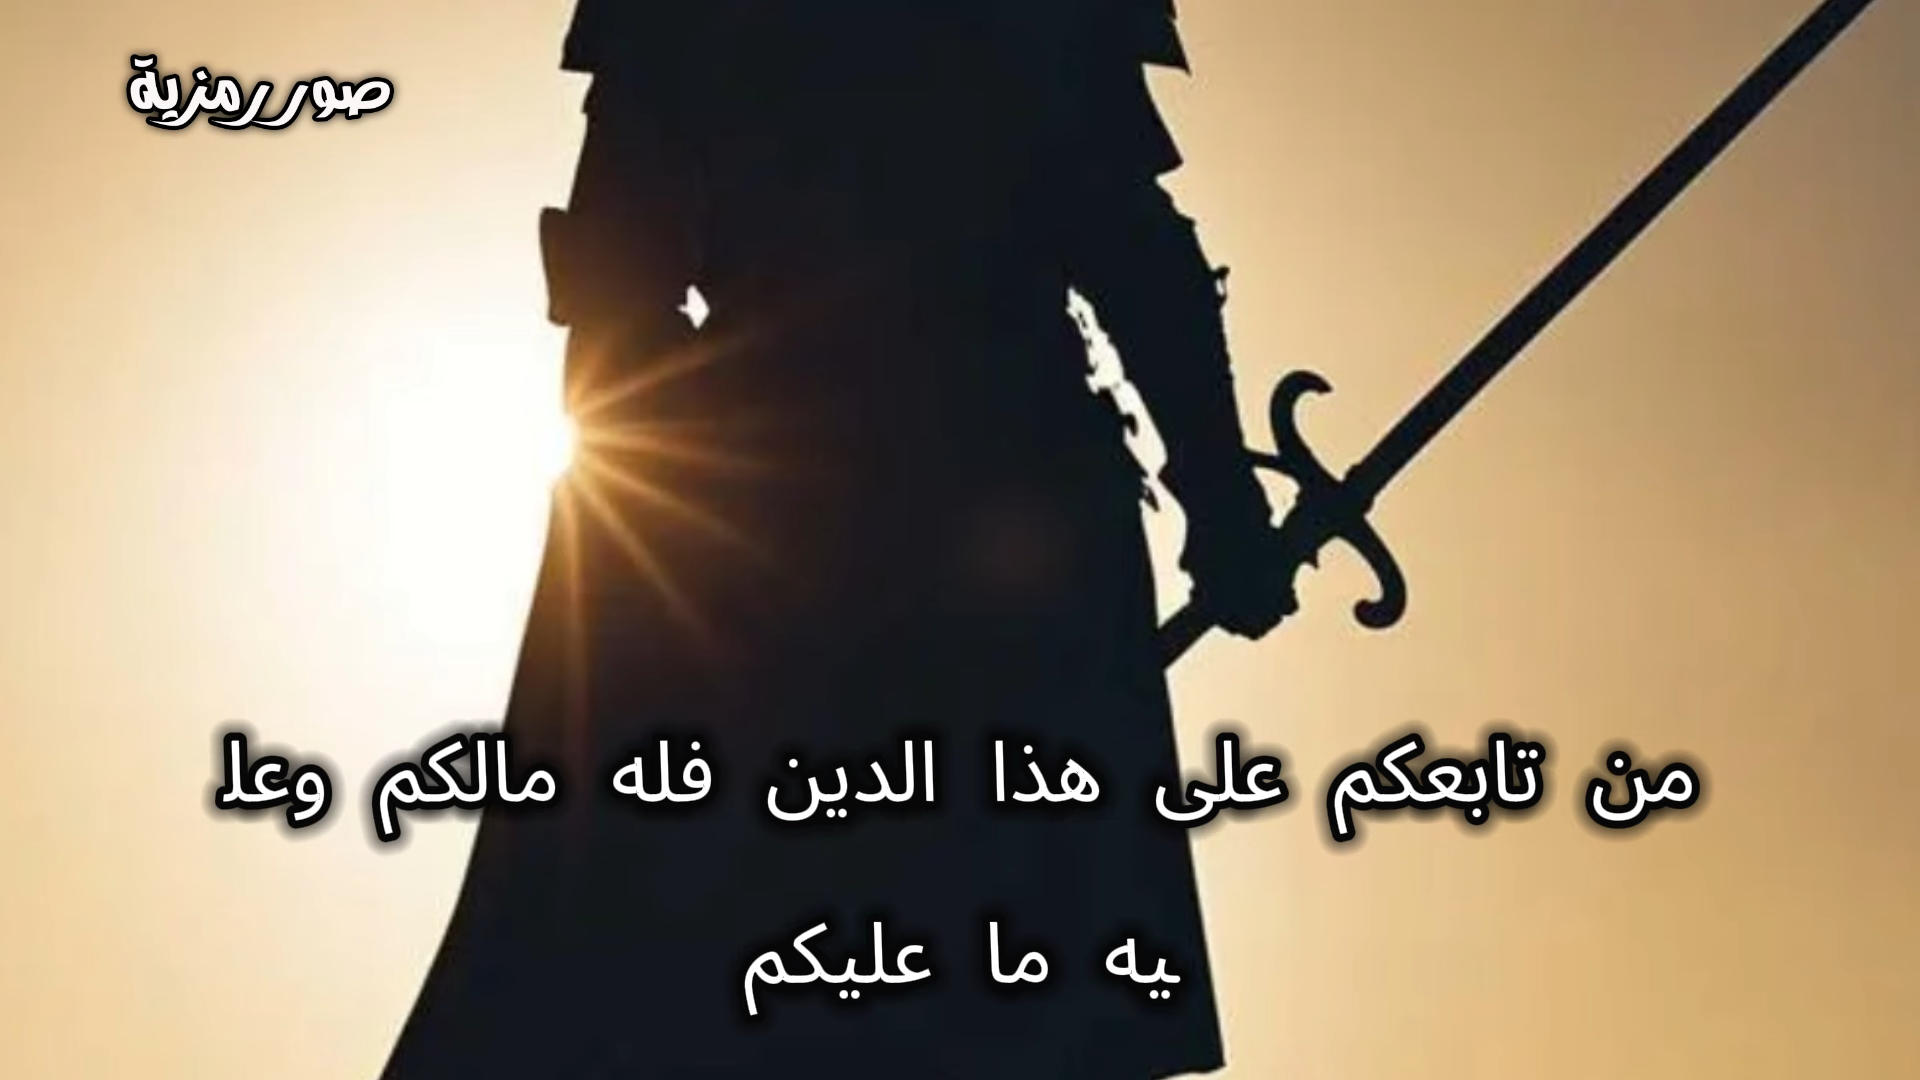 صور رمزية
من تابعكم على هذا الدين فله مالكم وعل
يه ما عليكم